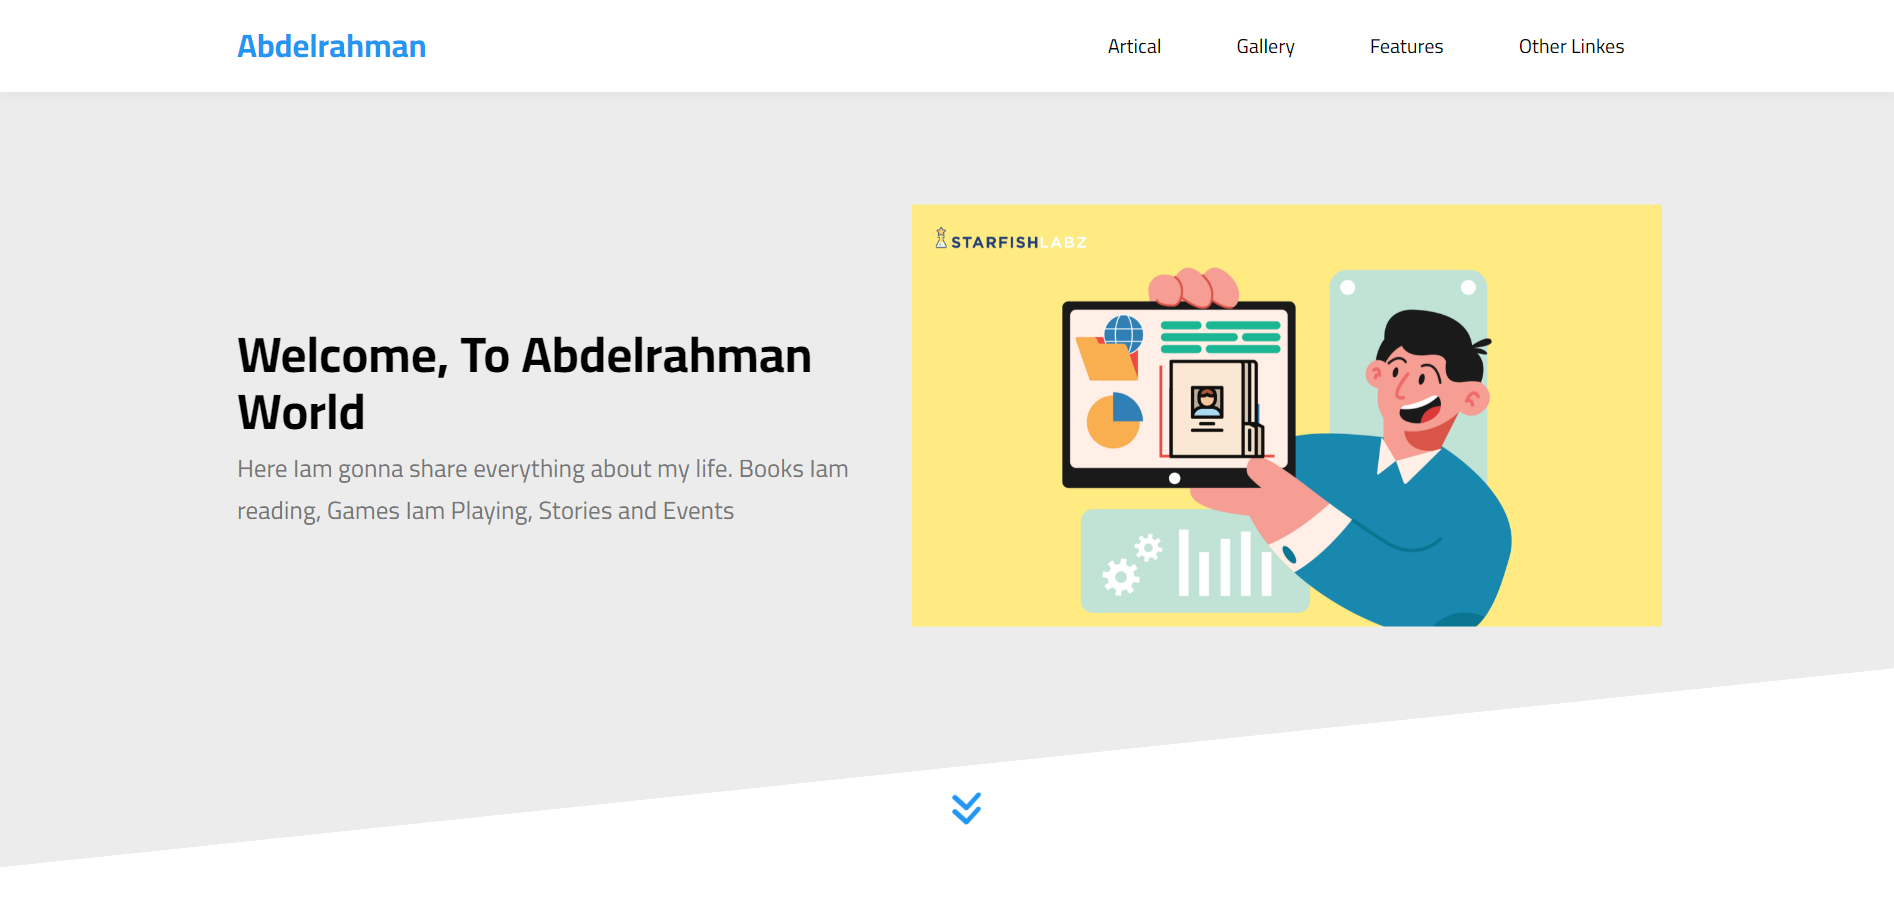 Abdelrahman
Artical
Gallery
Features
Other Linkes
Welcome, To Abdelrahman
World
Here Iam gonna share everything about my life. Books Iam
reading, Games Iam Playing, Stories and Events
STARFISHLABZ